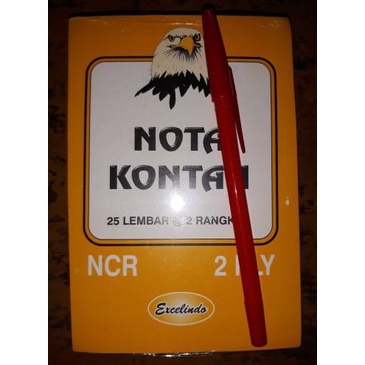 NOTA
KONTAN
25 LEMBAR @ 2 RANGKAP
NCR 2 PLY
Excelindo